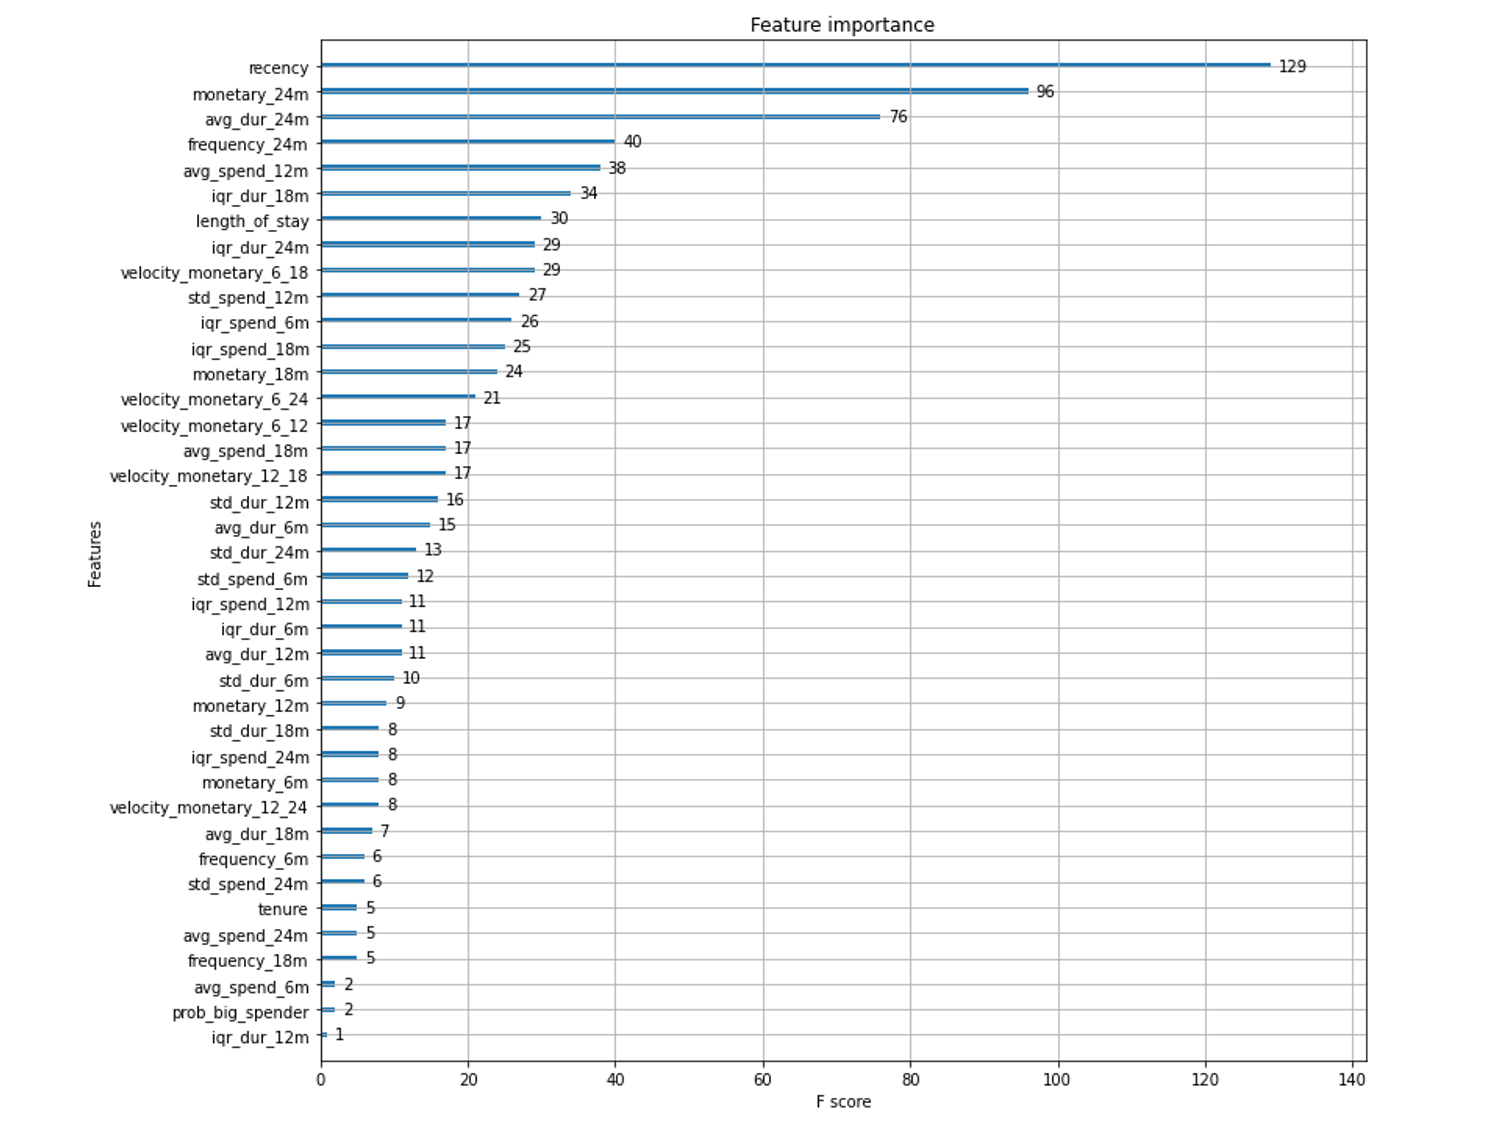 Feature importance
recency 129
monetary_24m 96
avg_dur_24m 76
frequency_24m 40
avg_spend_12m 38
iqr_dur_18m 34
length_of_stay 30
iqr_dur_24m 29
velocity_monetary_6_18 29
std_spend_12m 27
iqr_spend_6m 26
iqr_spend_18m 25
monetary_18m 24
velocity_monetary_6_24 21
velocity_monetary_6_12 17
avg_spend_18m 17
velocity_monetary_12_18 17
std_dur_12m 16
avg_dur_6m 15
std_dur_24m 13
std_spend_6m 12
iqr_spend_12m 11
iqr_dur_6m 11
avg_dur_12m 11
std_dur_6m 10
monetary_12m 9
std_dur_18m 8
iqr_spend_24m 8
monetary_6m 8
velocity_monetary_12_24 8
avg_dur_18m 7
frequency_6m 6
std_spend_24m 6
tenure 5
avg_spend_24m 5
frequency_18m 5
avg_spend_6m 2
prob_big_spender 2
iqr_dur_12m 1
Features
0 20 40 60 80 100 120 140
F score